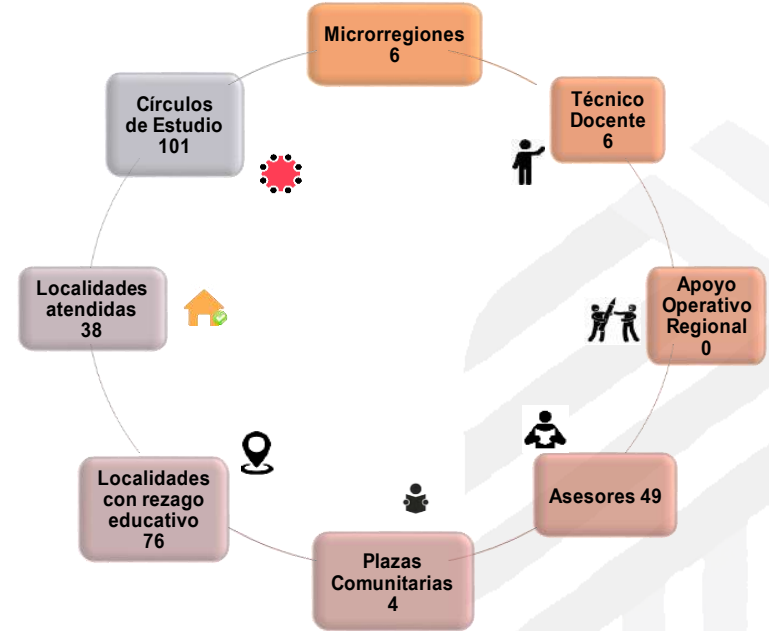 Microrregiones
6
Técnico
Docente
6
Apoyo
Operativo
Regional
0
Asesores 49
Plazas
Comunitarias
4
Localidades
con rezago
educativo
76
Localidades
atendidas
38
Círculos
de Estudio
101